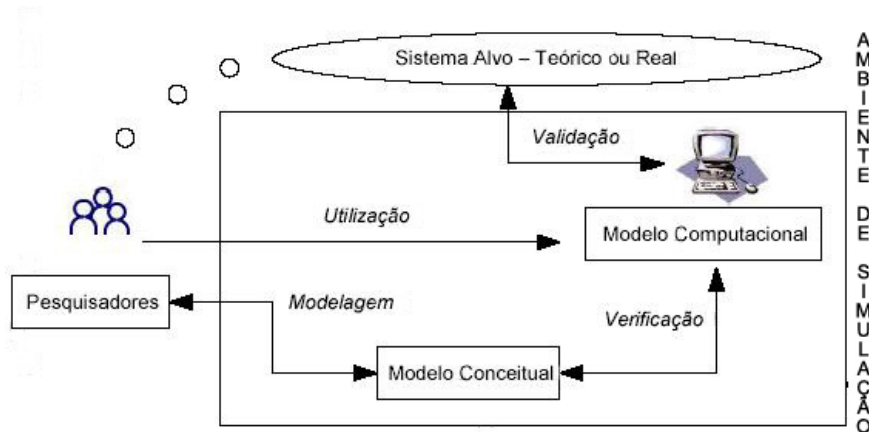 Sistema Alvo – Teórico ou Real
Validação
Utilização
Modelo Computacional
Pesquisadores
Modelagem
Verificação
Modelo Conceitual
AMBIENTE DE SIMULAÇÃO